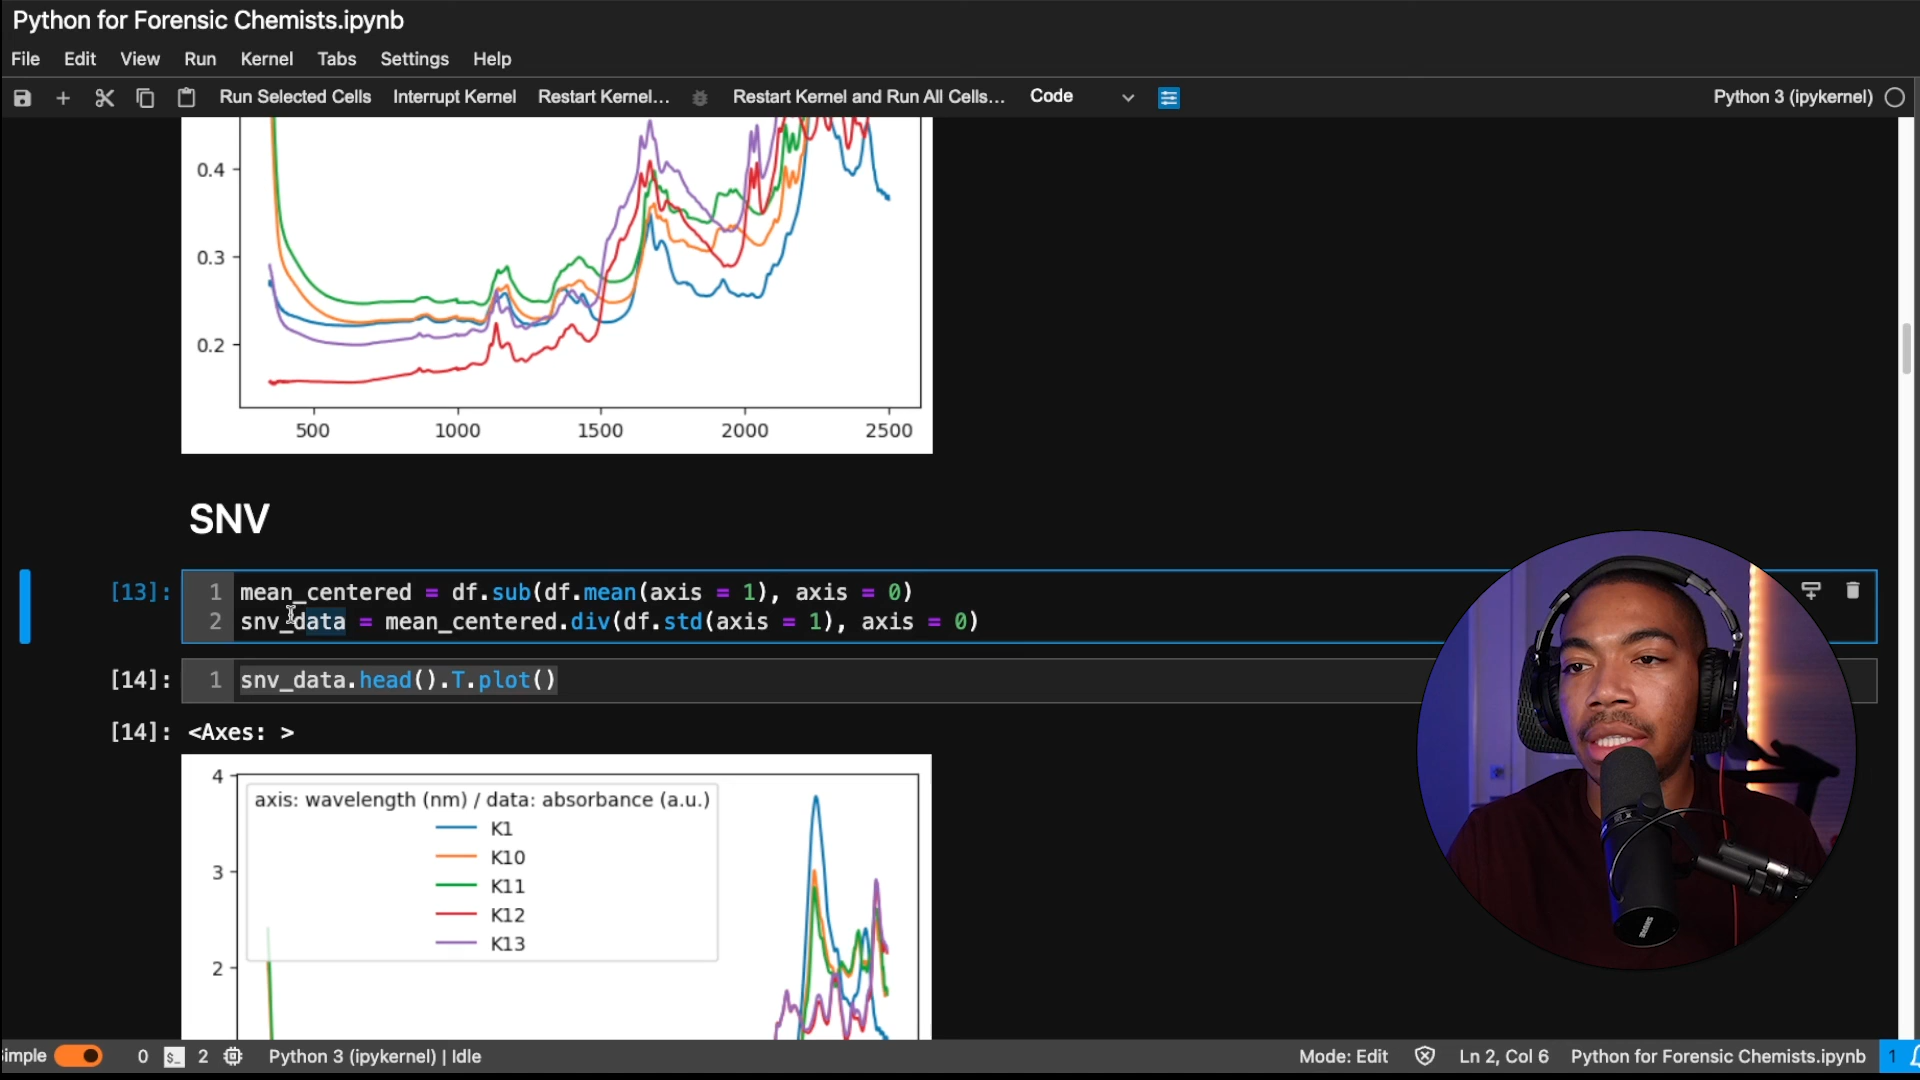 Python for Forensic Chemists.ipynb
File Edit View Run Kernel Tabs Settings Help
Run Selected Cells Interrupt Kernel Restart Kernel... Restart Kernel and Run All Cells... Code Python 3 (ipykernel)
0.4
0.3
0.2
500 1000 1500 2000 2500
SNV
[13]: 1 mean_centered = df.sub(df.mean(axis = 1), axis = 0)
2 snv_data = mean_centered.div(df.std(axis = 1), axis = 0)
[14]: 1 snv_data.head().T.plot()
[14]: <Axes: >
4
axis: wavelength (nm) / data: absorbance (a.u.)
K1
K10
3
K11
K12
K13
2
imple 0 $_ 2 Python 3 (ipykernel) | Idle Mode: Edit Ln 2, Col 6 Python for Forensic Chemists.ipynb 1